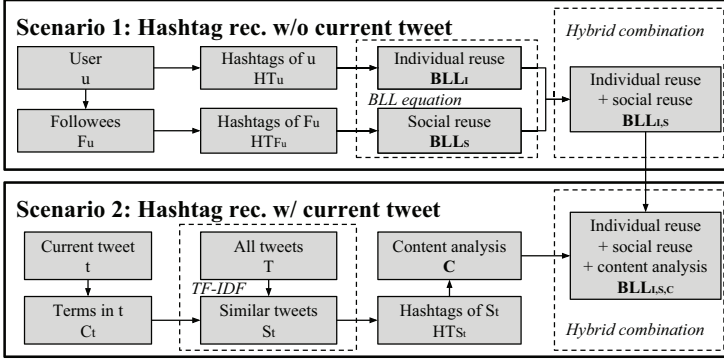 Scenario 1: Hashtag rec. w/o current tweet
Hybrid combination
User
u
Hashtags of u
HTu
Individual reuse
BLLI
BLL equation
Individual reuse
+ social reuse
BLLI,S
Followees
Fu
Hashtags of Fu
HTFu
Social reuse
BLLS
Scenario 2: Hashtag rec. w/ current tweet
Current tweet
t
All tweets
T
Content analysis
C
Individual reuse
+ social reuse
+ content analysis
BLLI,S,C
TF-IDF
Terms in t
Ct
Similar tweets
St
Hashtags of St
HTSt
Hybrid combination